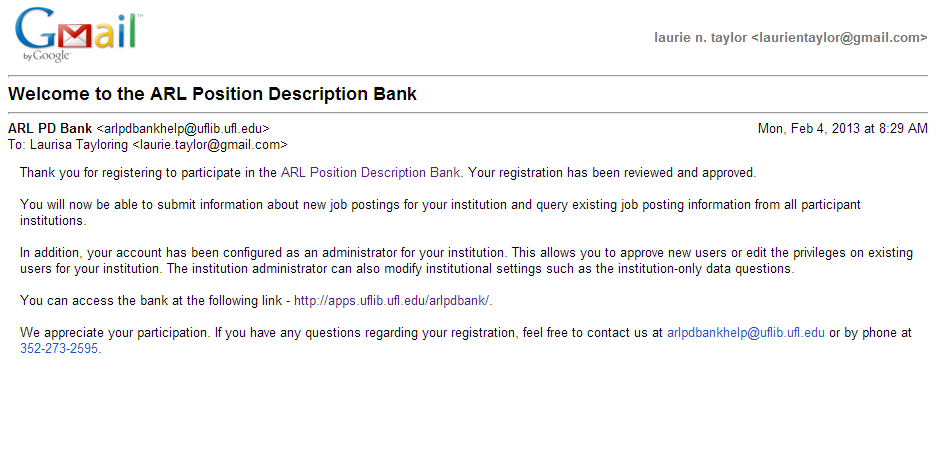 Gmail™
by Google™
laurie n. taylor <laurientaylor@gmail.com>
Welcome to the ARL Position Description Bank
ARL PD Bank <arlpdbankhelp@uflib.ufl.edu>
Mon, Feb 4, 2013 at 8:29 AM
To: Laurisa Tayloring <laurie.taylor@gmail.com>
Thank you for registering to participate in the ARL Position Description Bank. Your registration has been reviewed and approved.
You will now be able to submit information about new job postings for your institution and query existing job posting information from all participant
institutions.
In addition, your account has been configured as an administrator for your institution. This allows you to approve new users or edit the privileges on existing
users for your institution. The institution administrator can also modify institutional settings such as the institution-only data questions.
You can access the bank at the following link - http://apps.uflib.ufl.edu/arlpdbank/.
We appreciate your participation. If you have any questions regarding your registration, feel free to contact us at arlpdbankhelp@uflib.ufl.edu or by phone at
352-273-2595.